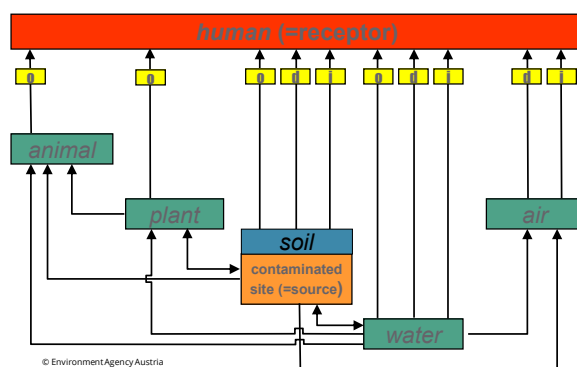 human (=receptor)
o o o d i o d i d i
animal
plant
air
soil
contaminated
site (=source)
water
© Environment Agency Austria